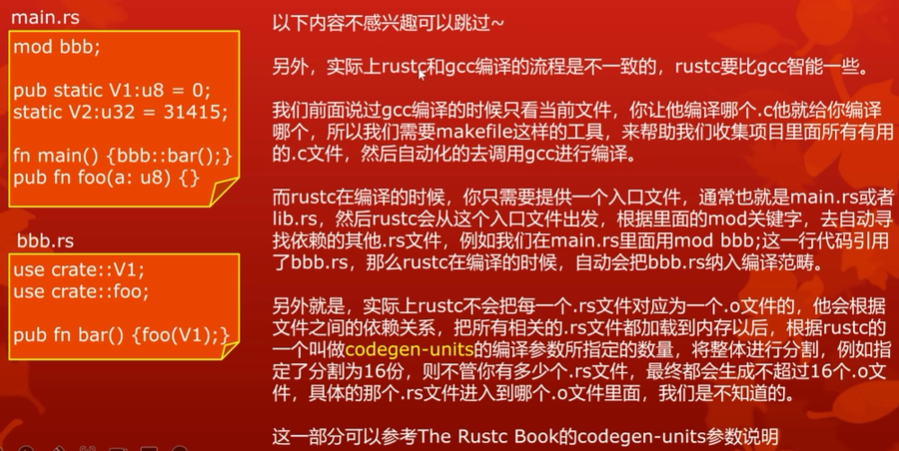 main.rs
mod bbb;
pub static V1:u8 = 0;
static V2:u32 = 31415;
fn main() {bbb::bar();}
pub fn foo(a: u8) {}
bbb.rs
use crate::V1;
use crate::foo;
pub fn bar() {foo(V1);}
以下内容不感兴趣可以跳过~
另外，实际上rustc和gcc编译的流程是不一致的，rustc要比gcc智能一些。
我们前面说过gcc编译的时候只看当前文件，你让他编译哪个.c他就给你编译
哪个，所以我们需要makefile这样的工具，来帮助我们收集项目里面所有有用
的.c文件，然后自动化的去调用gcc进行编译。
而rustc在编译的时候，你只需要提供一个入口文件，通常也就是main.rs或者
lib.rs，然后rustc会从这个入口文件出发，根据里面的mod关键字，去自动寻
找依赖的其他.rs文件，例如我们在main.rs里面用mod bbb;这一行代码引用
了bbb.rs，那么rustc在编译的时候，自动会把bbb.rs纳入编译范畴。
另外就是，实际上rustc不会把每一个.rs文件对应为一个.o文件的，他会根据
文件之间的依赖关系，把所有相关的.rs文件都加载到内存以后，根据rustc的
一个叫做codegen-units的编译参数所指定的数量，将整体进行分割，例如指
定了分割为16份，则不管你有多少个.rs文件，最终都会生成不超过16个.o文
件，具体的那个.rs文件进入到哪个.o文件里面，我们是不知道的。
这一部分可以参考The Rustc Book的codegen-units参数说明